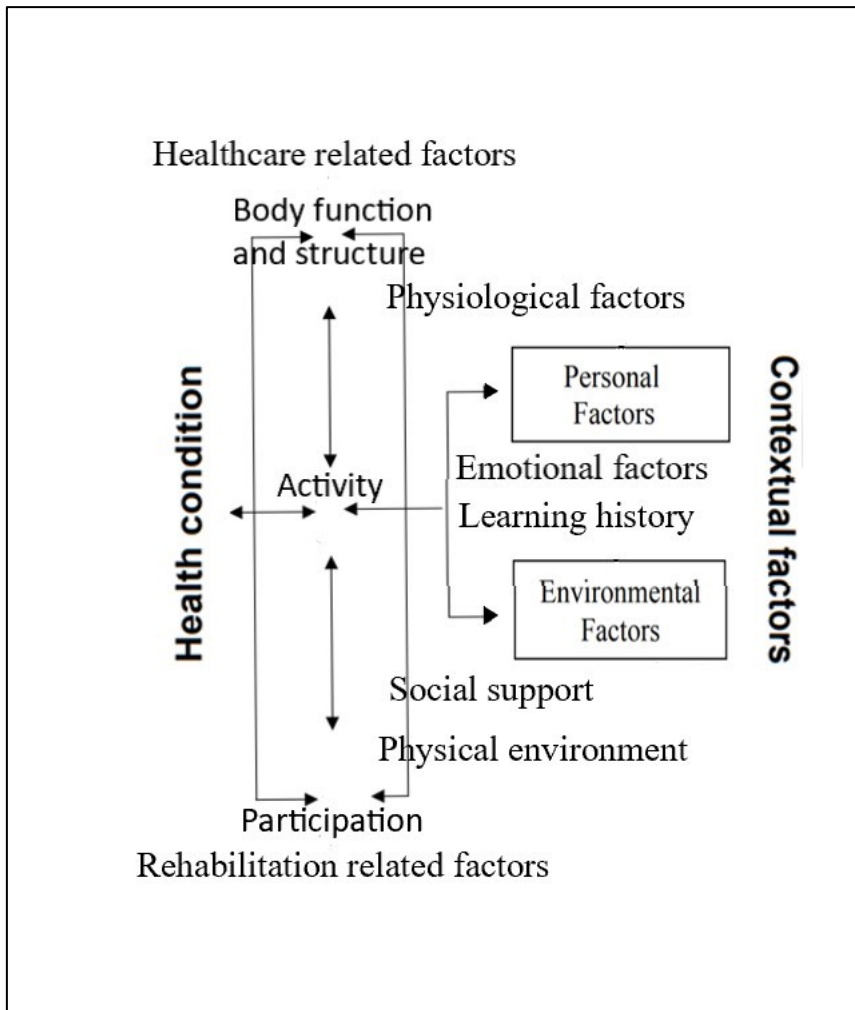 Healthcare related factors
Body function
and structure
Physiological factors
Health condition
Personal
Factors
Contextual factors
Emotional factors
Activity
Learning history
Environmental
Factors
Social support
Physical environment
Participation
Rehabilitation related factors